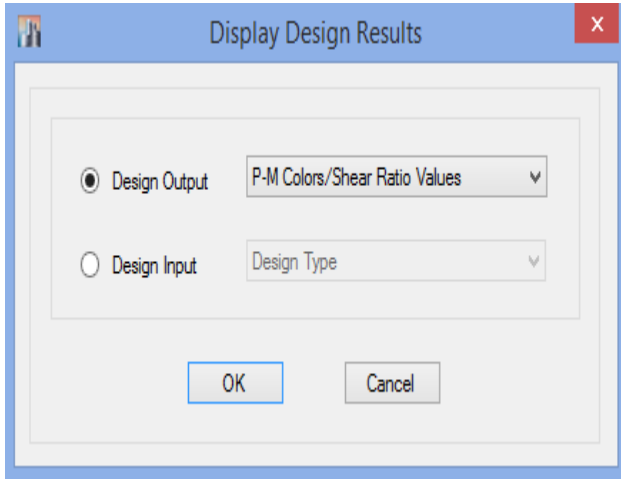 Display Design Results
x
Design Output P-M Colors/Shear Ratio Values
Design Input Design Type
OK Cancel